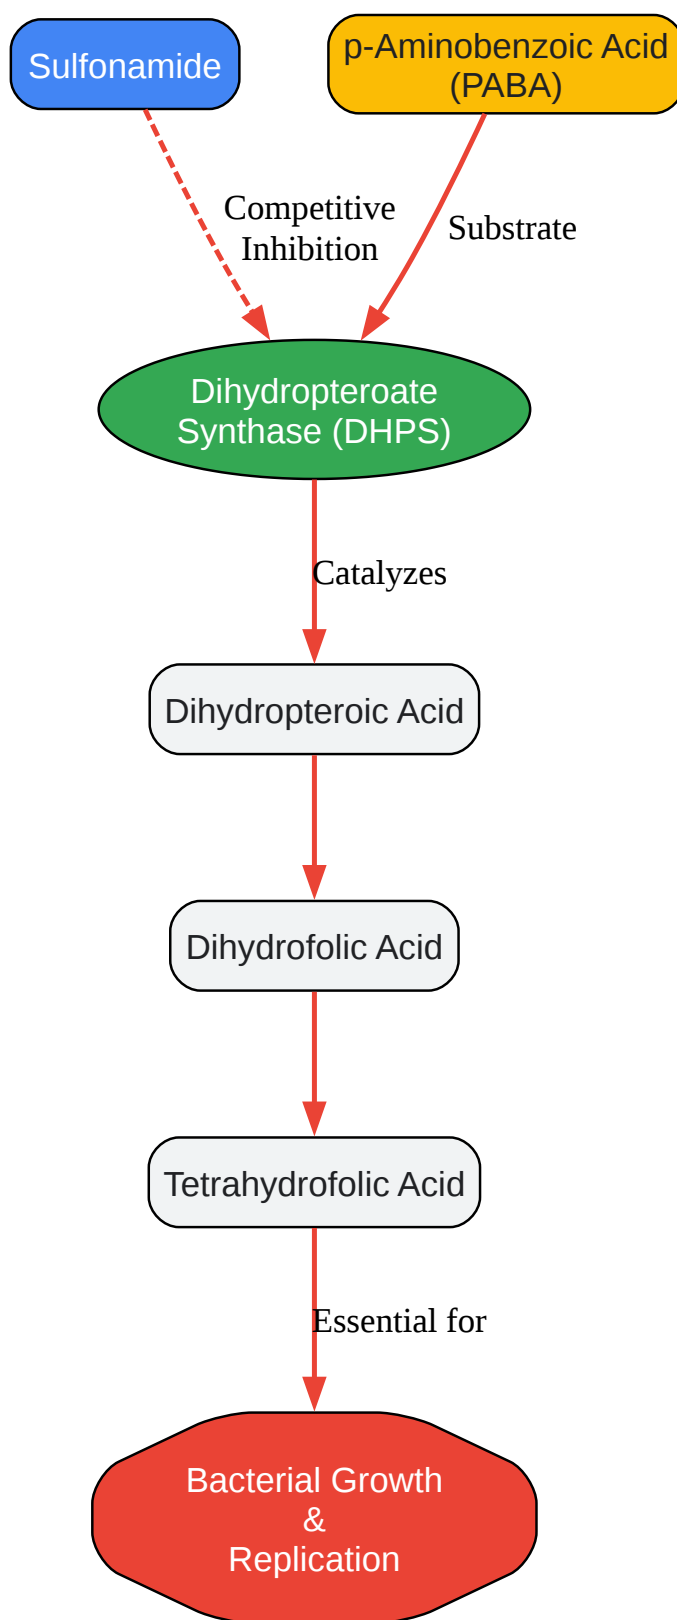 Sulfonamide
p-Aminobenzoic Acid
(PABA)
Competitive
Inhibition
Substrate
Dihydropteroate
Synthase (DHPS)
Catalyzes
Dihydropteroic Acid
Dihydrofolic Acid
Tetrahydrofolic Acid
Essential for
Bacterial Growth
&
Replication